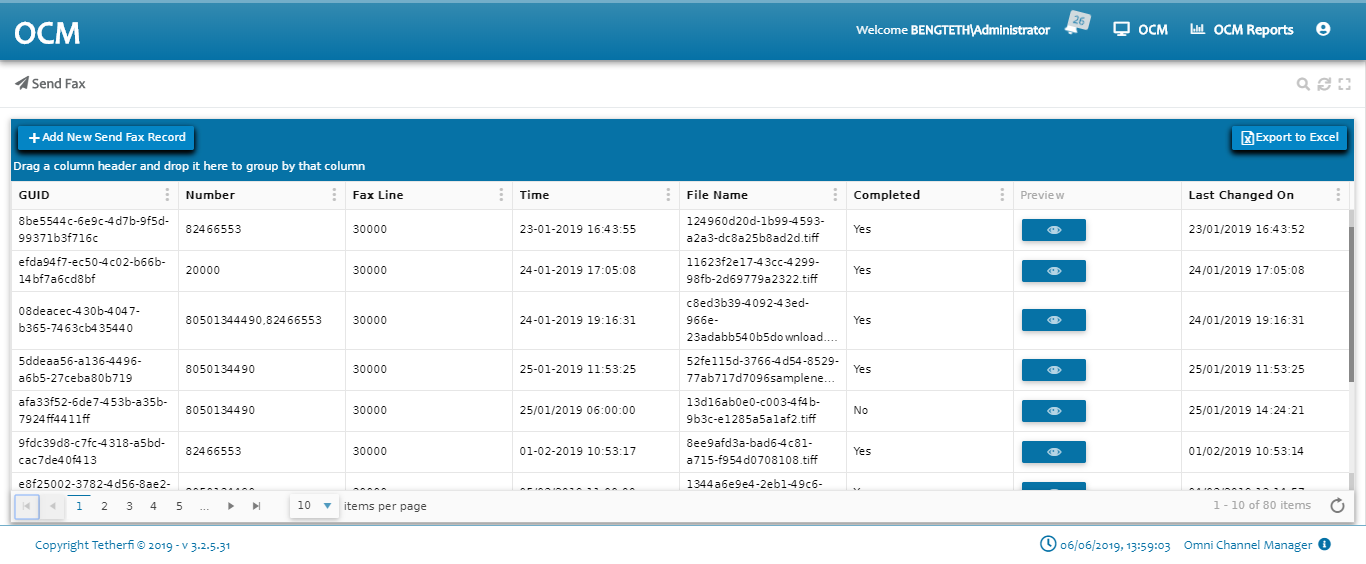 OCM
Welcome BENGTETH\Administrator
26
OCM
OCM Reports
Send Fax
Add New Send Fax Record
Export to Excel
Drag a column header and drop it here to group by that column
GUID Number Fax Line Time File Name Completed Preview Last Changed On
8be5544c-6e9c-4d7b-9f5d-
99371b3f716c
82466553
30000
23-01-2019 16:43:55
124960d20d-1b99-4593-
a2a3-dc8a25b8ad2d.tiff
Yes
23/01/2019 16:43:52
efda94f7-ec50-4c02-b66b-
14bf7a6cd8bf
20000
30000
24-01-2019 17:05:08
11623f2e17-43cc-4299-
98fb-2d69779a2322.tiff
Yes
24/01/2019 17:05:08
08deacec-430b-4047-
b365-7463cb435440
80501344490,82466553
30000
24-01-2019 19:16:31
c8ed3b39-4092-43ed-
966e-
23adabb540b5download....
Yes
24/01/2019 19:16:31
5ddeaa56-a136-4496-
a6b5-27ceba80b719
8050134490
30000
25-01-2019 11:53:25
52fe115d-3766-4d54-8529-
77ab717d7096samplene...
Yes
25/01/2019 11:53:25
afa33f52-6de7-453b-a35b-
7924ff4411ff
8050134490
30000
25/01/2019 06:00:00
13d16ab0e0-c003-4f4b-
9b3c-e1285a5a1af2.tiff
No
25/01/2019 14:24:21
9fdc39d8-c7fc-4318-a5bd-
cac7de40f413
82466553
30000
01-02-2019 10:53:17
8ee9afd3a-bad6-4c81-
a715-f954d0708108.tiff
Yes
01/02/2019 10:53:14
e8f25002-3782-4d56-8ae2-
1344a6e9e4-2eb1-49c6-
1 2 3 4 5 ...
10 items per page
1 - 10 of 80 items
Copyright Tetherfi © 2019 - v 3.2.5.31
06/06/2019, 13:59:03
Omni Channel Manager